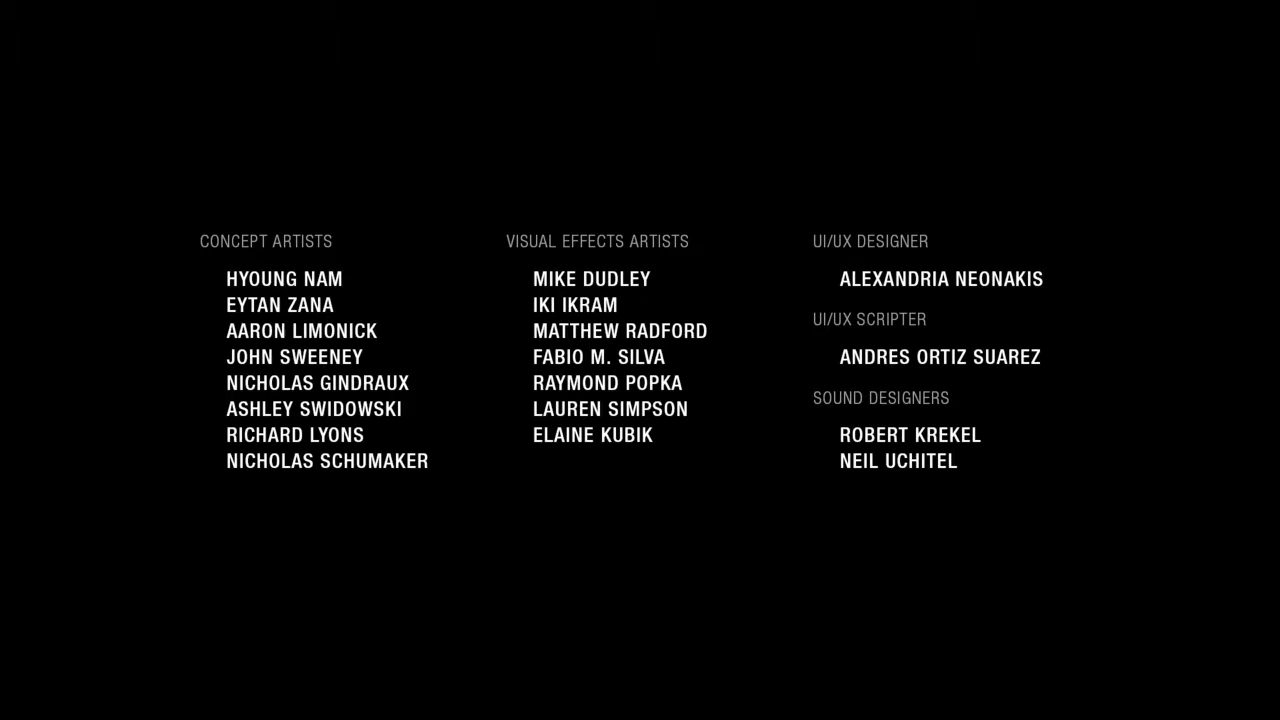 CONCEPT ARTISTS
HYOUNG NAM
EYTAN ZANA
AARON LIMONICK
JOHN SWEENEY
NICHOLAS GINDRAUX
ASHLEY SWIDOWSKI
RICHARD LYONS
NICHOLAS SCHUMAKER
VISUAL EFFECTS ARTISTS
MIKE DUDLEY
IKI IKRAM
MATTHEW RADFORD
FABIO M. SILVA
RAYMOND POPKA
LAUREN SIMPSON
ELAINE KUBIK
UI/UX DESIGNER
ALEXANDRIA NEONAKIS
UI/UX SCRIPTER
ANDRES ORTIZ SUAREZ
SOUND DESIGNERS
ROBERT KREKEL
NEIL UCHITEL